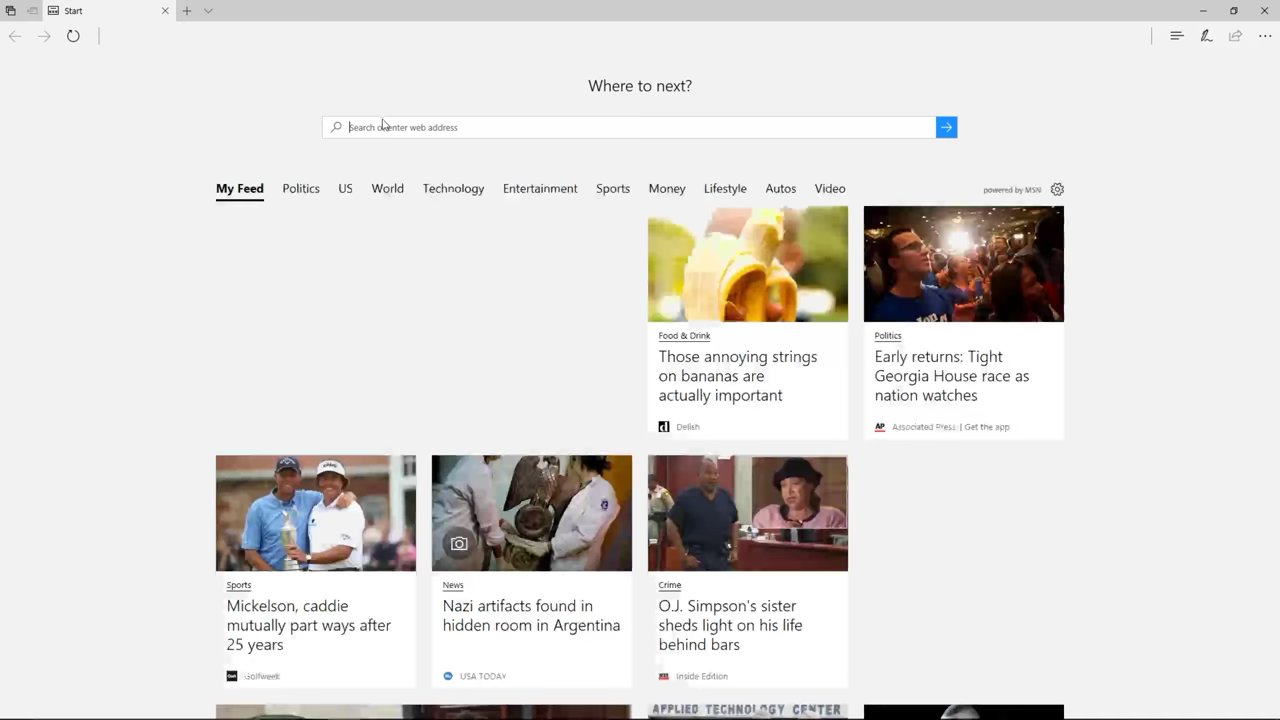 Start
Where to next?
Search or enter web address
My Feed Politics US World Technology Entertainment Sports Money Lifestyle Autos Video powered by MSN
Food & Drink
Those annoying strings
on bananas are
actually important
Delish
Politics
Early returns: Tight
Georgia House race as
nation watches
AP Associated Press | Get the app
Sports
Mickelson, caddie
mutually part ways after
25 years
Golfweek
News
Nazi artifacts found in
hidden room in Argentina
USA TODAY
Crime
O.J. Simpson's sister
sheds light on his life
behind bars
Inside Edition
APPLIED TECHNOLOGY CENTER